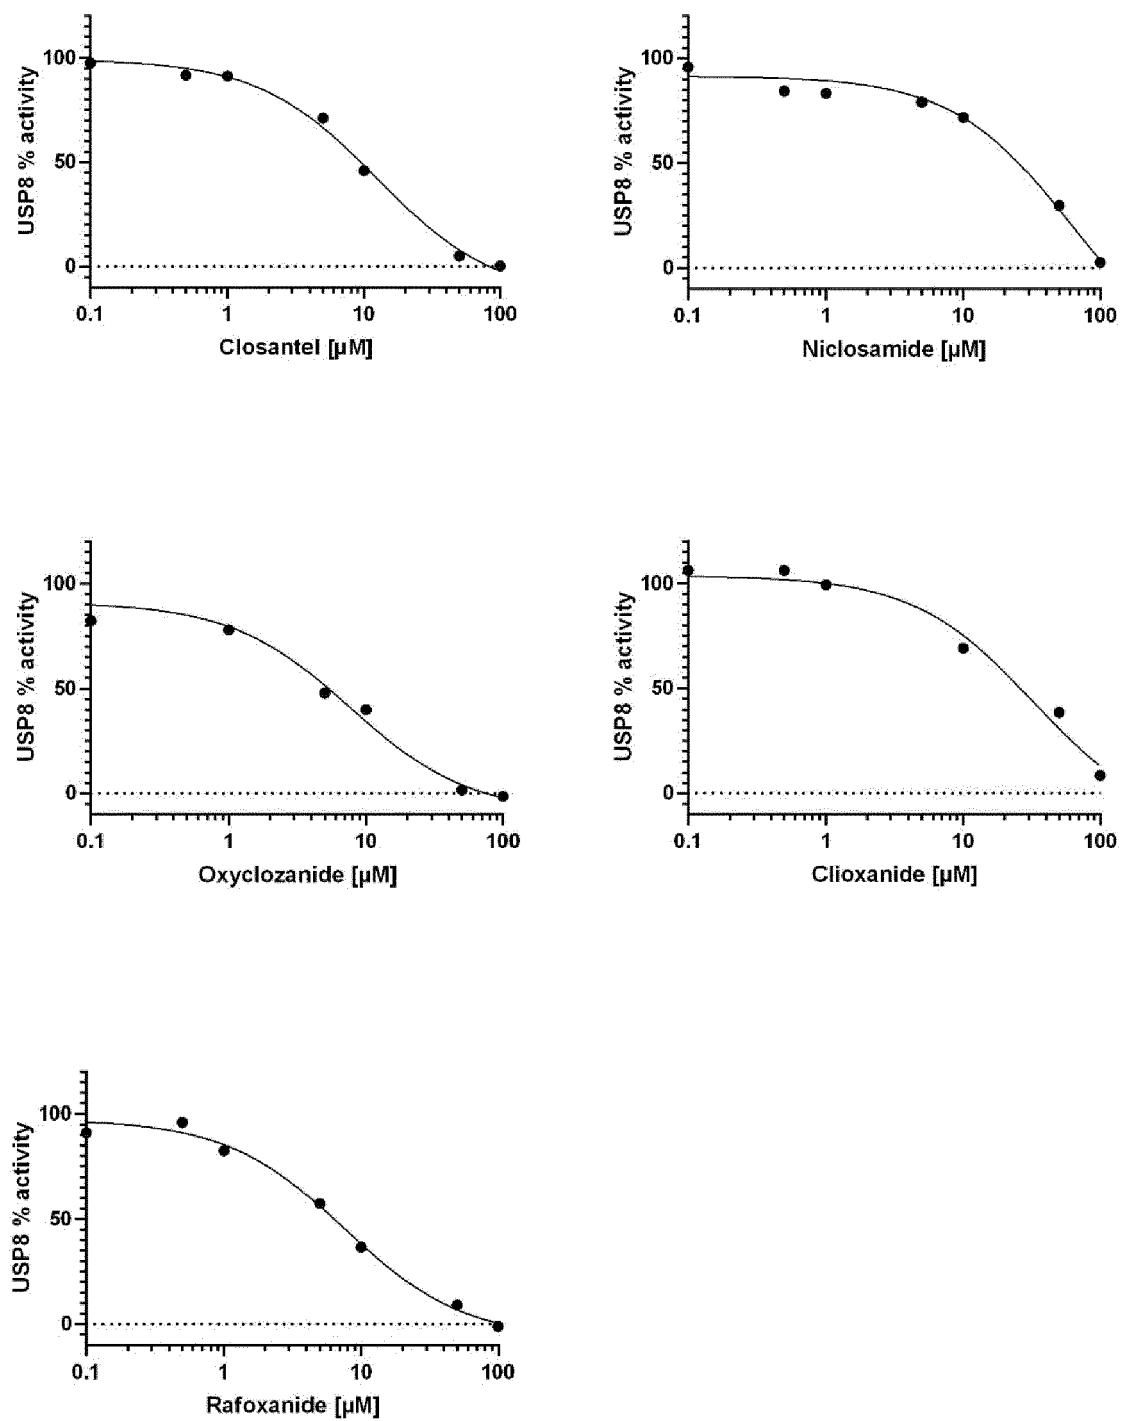 USP8 % activity
100
50
0
0.1 1 10 100
Closantel [µM]
USP8 % activity
100
50
0
0.1 1 10 100
Niclosamide [µM]
USP8 % activity
100
50
0
0.1 1 10 100
Oxyclozanide [µM]
USP8 % activity
100
50
0
0.1 1 10 100
Clioxanide [µM]
USP8 % activity
100
50
0
0.1 1 10 100
Rafoxanide [µM]